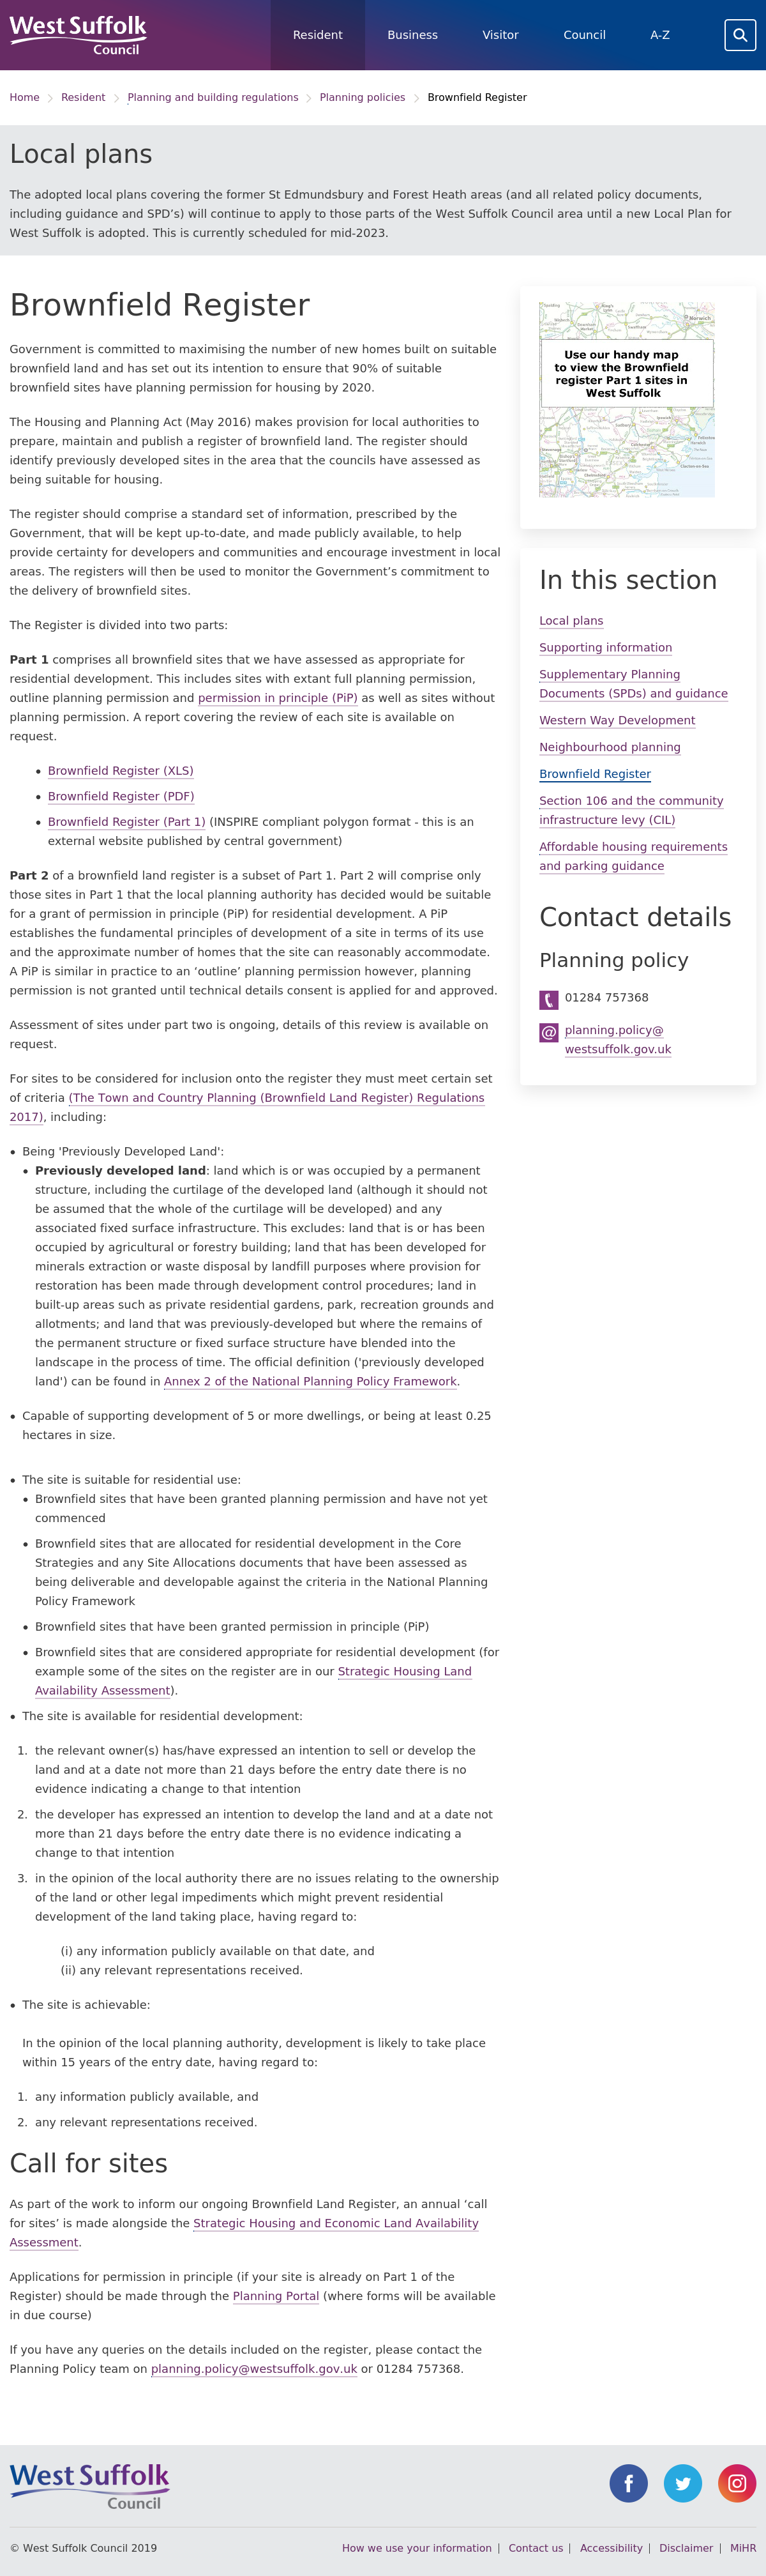 West Suffolk
Council
Resident
Business
Visitor
Council
A-Z
Home
Resident
Planning and building regulations
Planning policies
Brownfield Register
Local plans
The adopted local plans covering the former St Edmundsbury and Forest Heath areas (and all related policy documents,
including guidance and SPD’s) will continue to apply to those parts of the West Suffolk Council area until a new Local Plan for
West Suffolk is adopted. This is currently scheduled for mid-2023.
Brownfield Register
Government is committed to maximising the number of new homes built on suitable
brownfield land and has set out its intention to ensure that 90% of suitable
brownfield sites have planning permission for housing by 2020.
The Housing and Planning Act (May 2016) makes provision for local authorities to
prepare, maintain and publish a register of brownfield land. The register should
identify previously developed sites in the area that the councils have assessed as
being suitable for housing.
The register should comprise a standard set of information, prescribed by the
Government, that will be kept up-to-date, and made publicly available, to help
provide certainty for developers and communities and encourage investment in local
areas. The registers will then be used to monitor the Government’s commitment to
the delivery of brownfield sites.
The Register is divided into two parts:
Part 1 comprises all brownfield sites that we have assessed as appropriate for
residential development. This includes sites with extant full planning permission,
outline planning permission and permission in principle (PiP) as well as sites without
planning permission. A report covering the review of each site is available on
request.
• Brownfield Register (XLS)
• Brownfield Register (PDF)
• Brownfield Register (Part 1) (INSPIRE compliant polygon format - this is an
external website published by central government)
Part 2 of a brownfield land register is a subset of Part 1. Part 2 will comprise only
those sites in Part 1 that the local planning authority has decided would be suitable
for a grant of permission in principle (PiP) for residential development. A PiP
establishes the fundamental principles of development of a site in terms of its use
and the approximate number of homes that the site can reasonably accommodate.
A PiP is similar in practice to an ‘outline’ planning permission however, planning
permission is not granted until technical details consent is applied for and approved.
Assessment of sites under part two is ongoing, details of this review is available on
request.
For sites to be considered for inclusion onto the register they must meet certain set
of criteria (The Town and Country Planning (Brownfield Land Register) Regulations
2017), including:
• Being 'Previously Developed Land':
• Previously developed land: land which is or was occupied by a permanent
structure, including the curtilage of the developed land (although it should not
be assumed that the whole of the curtilage will be developed) and any
associated fixed surface infrastructure. This excludes: land that is or has been
occupied by agricultural or forestry building; land that has been developed for
minerals extraction or waste disposal by landfill purposes where provision for
restoration has been made through development control procedures; land in
built-up areas such as private residential gardens, park, recreation grounds and
allotments; and land that was previously-developed but where the remains of
the permanent structure or fixed surface structure have blended into the
landscape in the process of time. The official definition ('previously developed
land') can be found in Annex 2 of the National Planning Policy Framework.
• Capable of supporting development of 5 or more dwellings, or being at least 0.25
hectares in size.
• The site is suitable for residential use:
• Brownfield sites that have been granted planning permission and have not yet
commenced
• Brownfield sites that are allocated for residential development in the Core
Strategies and any Site Allocations documents that have been assessed as
being deliverable and developable against the criteria in the National Planning
Policy Framework
• Brownfield sites that have been granted permission in principle (PiP)
• Brownfield sites that are considered appropriate for residential development (for
example some of the sites on the register are in our Strategic Housing Land
Availability Assessment).
• The site is available for residential development:
1. the relevant owner(s) has/have expressed an intention to sell or develop the
land and at a date not more than 21 days before the entry date there is no
evidence indicating a change to that intention
2. the developer has expressed an intention to develop the land and at a date not
more than 21 days before the entry date there is no evidence indicating a
change to that intention
3. in the opinion of the local authority there are no issues relating to the ownership
of the land or other legal impediments which might prevent residential
development of the land taking place, having regard to:
(i) any information publicly available on that date, and
(ii) any relevant representations received.
• The site is achievable:
In the opinion of the local planning authority, development is likely to take place
within 15 years of the entry date, having regard to:
1. any information publicly available, and
2. any relevant representations received.
Call for sites
As part of the work to inform our ongoing Brownfield Land Register, an annual ‘call
for sites’ is made alongside the Strategic Housing and Economic Land Availability
Assessment.
Applications for permission in principle (if your site is already on Part 1 of the
Register) should be made through the Planning Portal (where forms will be available
in due course)
If you have any queries on the details included on the register, please contact the
Planning Policy team on planning.policy@westsuffolk.gov.uk or 01284 757368.
Norwich
Use our handy map
to view the Brownfield
register Part 1 sites in
West Suffolk
In this section
Local plans
Supporting information
Supplementary Planning
Documents (SPDs) and guidance
Western Way Development
Neighbourhood planning
Brownfield Register
Section 106 and the community
infrastructure levy (CIL)
Affordable housing requirements
and parking guidance
Contact details
Planning policy
01284 757368
planning.policy@
westsuffolk.gov.uk
West Suffolk
Council
© West Suffolk Council 2019
How we use your information | Contact us | Accessibility | Disclaimer | MiHR